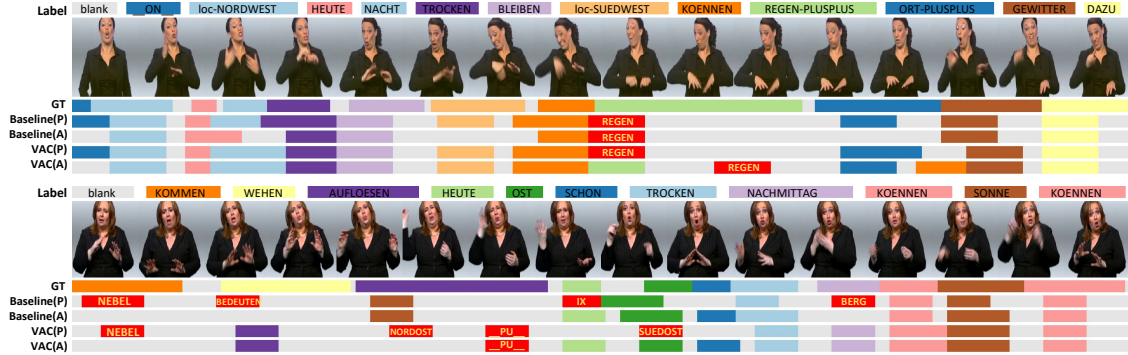 Label blank __ON loc-NORDWEST HEUTE NACHT TROCKEN BLEIBEN loc-SUEDWEST KOENNEN REGEN-PLUSPLUS ORT-PLUSPLUS GEWITTER DAZU
GT
Baseline(P) REGEN
Baseline(A) REGEN
VAC(P) REGEN
VAC(A) REGEN
Label blank KOMMEN WEHEN AUFLOESEN HEUTE OST SCHON TROCKEN NACHMITTAG KOENNEN SONNE KOENNEN
GT
Baseline(P) NEBEL BEDEUTEN IX BERG
Baseline(A)
VAC(P) NEBEL NORDOST __PU__ SUEDOST
VAC(A) __PU__